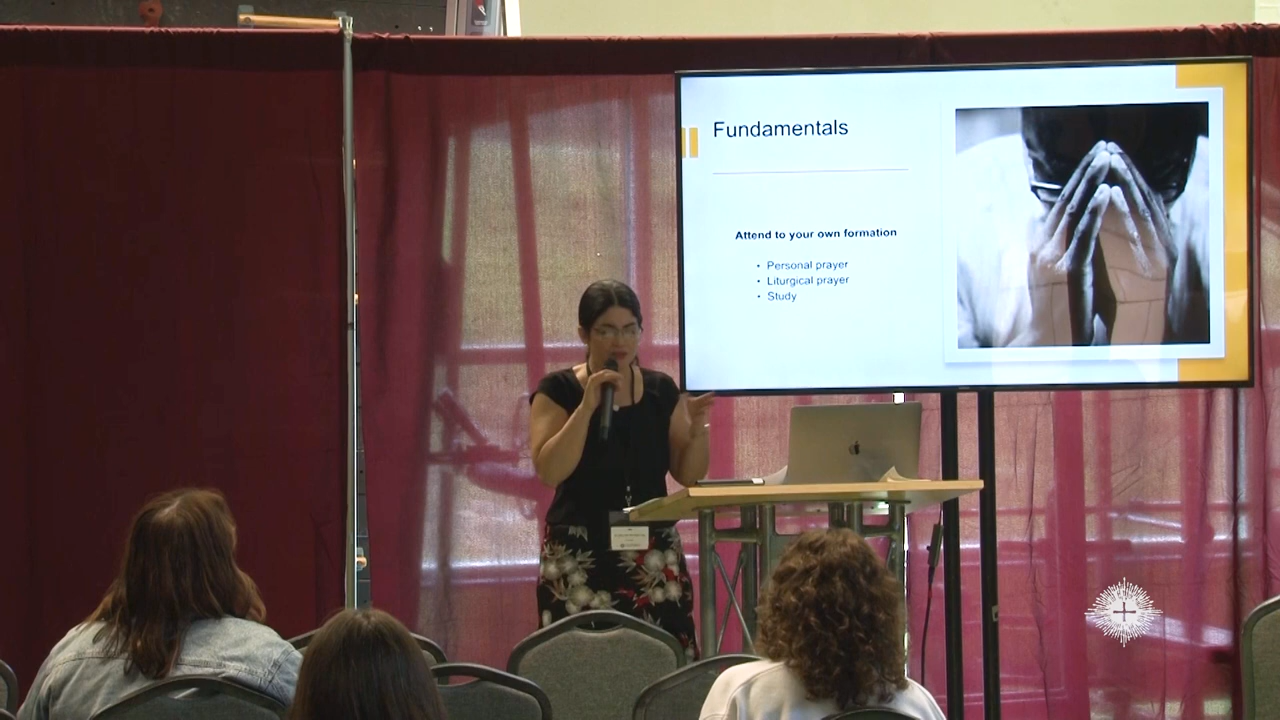 Fundamentals
Attend to your own formation
• Personal prayer
• Liturgical prayer
• Study